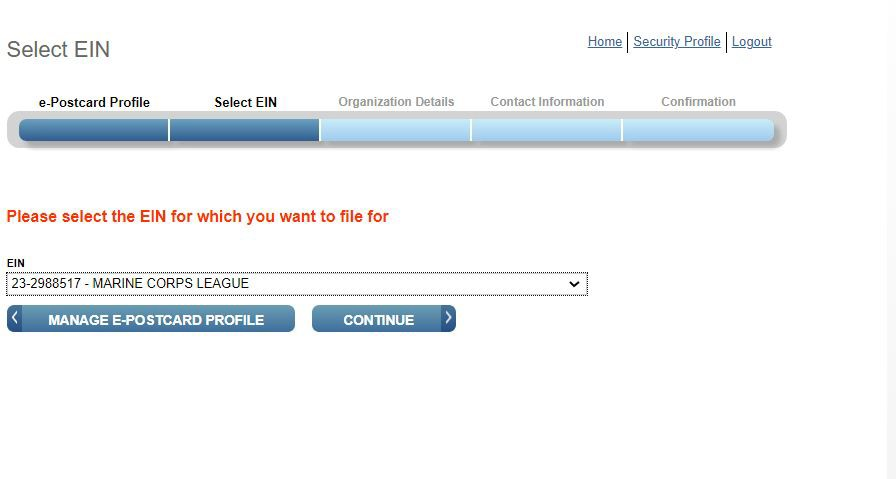 Select EIN
Home Security Profile Logout
e-Postcard Profile Select EIN Organization Details Contact Information Confirmation
Please select the EIN for which you want to file for
EIN
23-2988517 - MARINE CORPS LEAGUE
MANAGE E-POSTCARD PROFILE CONTINUE